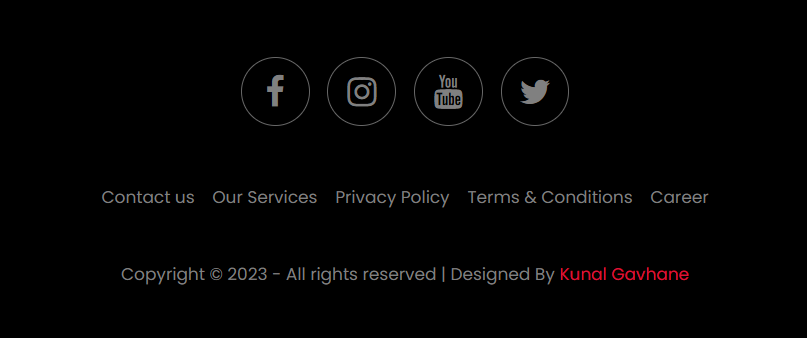 You
Tube
Contact us Our Services Privacy Policy Terms & Conditions Career
Copyright © 2023 - All rights reserved | Designed By Kunal Gavhane